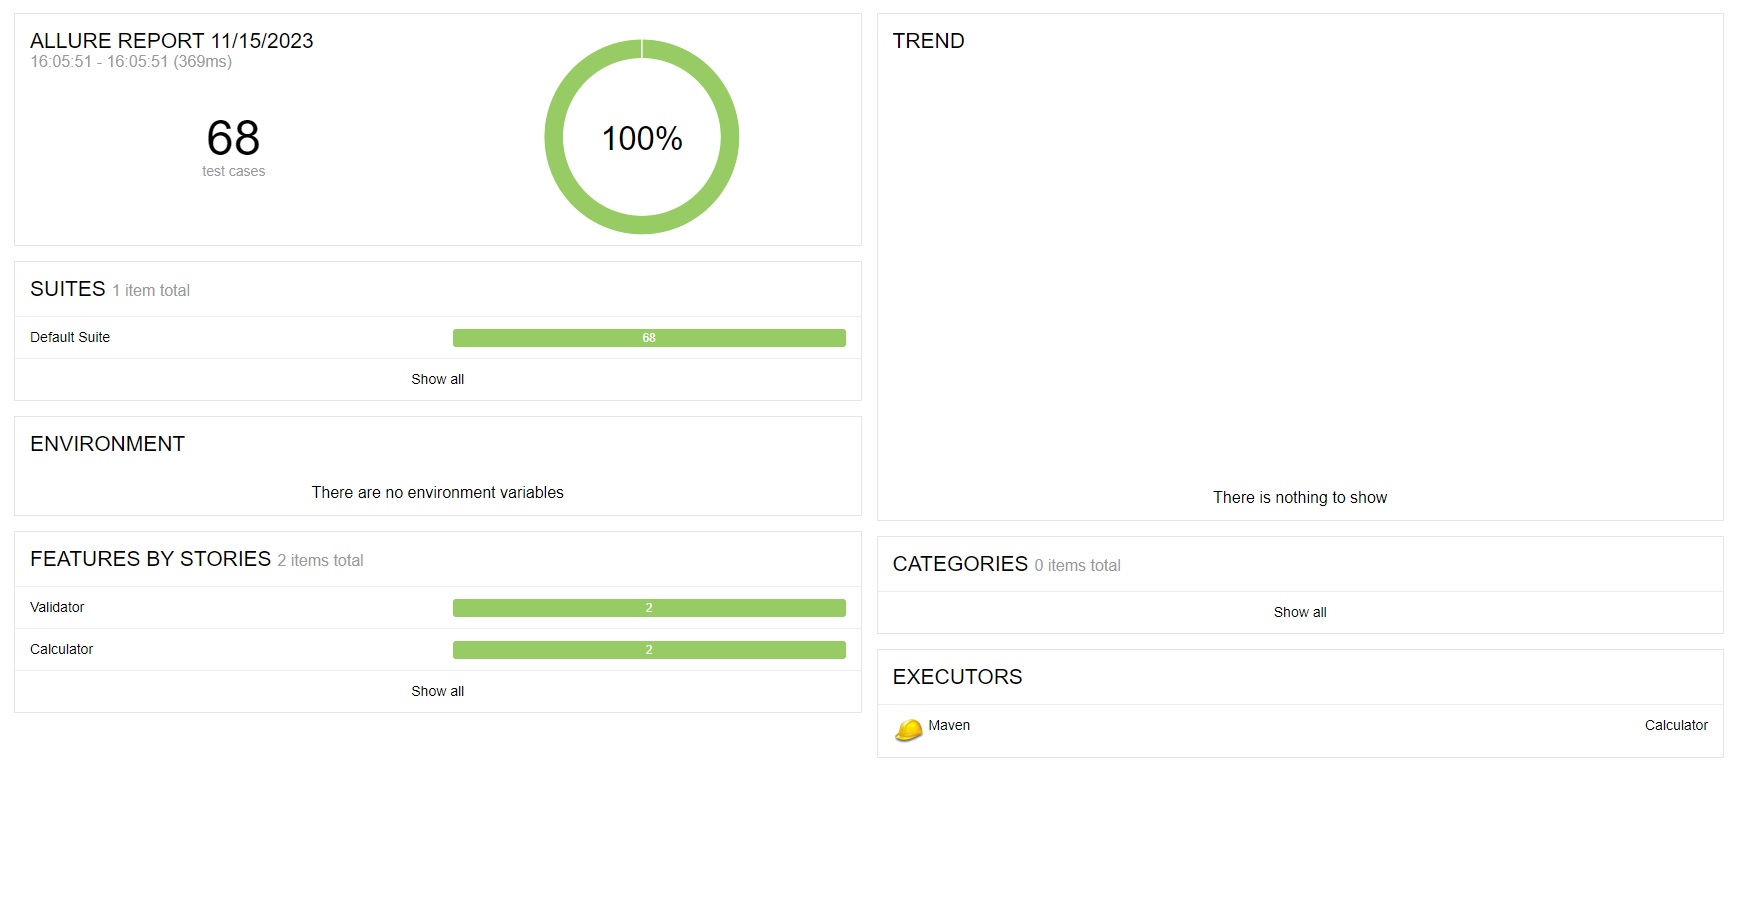 ALLURE REPORT 11/15/2023
16:05:51 - 16:05:51 (369ms)
68
test cases
100%
SUITES 1 item total
Default Suite 68
Show all
ENVIRONMENT
There are no environment variables
FEATURES BY STORIES 2 items total
Validator 2
Calculator 2
Show all
TREND
There is nothing to show
CATEGORIES 0 items total
Show all
EXECUTORS
Maven Calculator